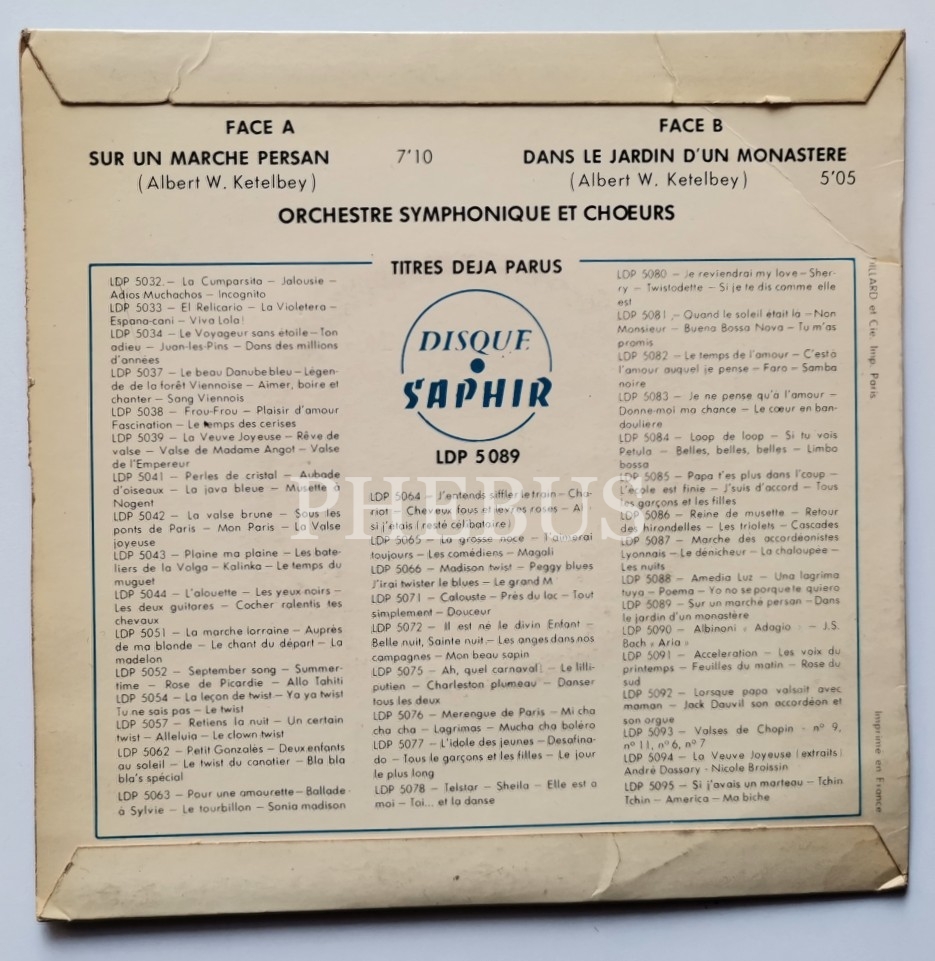 FACE A
SUR UN MARCHE PERSAN 7'10
(Albert W. Ketelbey)
FACE B
DANS LE JARDIN D'UN MONASTERE
(Albert W. Ketelbey) 5'05
ORCHESTRE SYMPHONIQUE ET CHŒURS
TITRES DEJA PARUS
LDP 5032.– La Cumparsita – Jalousie –
Adios Muchachos – Incognito
LDP 5033 – El Relicario – La Violetera –
Espana-cani – Viva Lola!
LDP 5034 – Le Voyageur sans étoile – Ton
adieu – Juan-les-Pins – Dans des millions
d'années
LDP 5037 – Le beau Danube bleu – Légen-
de de la forêt Viennoise – Aimer, boire et
chanter – Sang Viennois
LDP 5038 – Frou-Frou – Plaisir d'amour
Fascination – Le temps des cerises
LDP 5039 – La Veuve Joyeuse – Rêve de
valse – Valse de Madame Angot – Valse
de l'Empereur
LDP 5041 – Perles de cristal – Aubade
d'oiseaux – La java bleue – Musette à
Nogent
LDP 5042 – La valse brune – Sous les
ponts de Paris – Mon Paris – La Valse
joyeuse
LDP 5043 – Plaine ma plaine – Les bate-
liers de la Volga – Kalinka – Le temps du
muguet
LDP 5044 – L'alouette – Les yeux noirs –
Les deux guitares – Cocher ralentis tes
chevaux
LDP 5051 – La marche lorraine – Auprès
de ma blonde – Le chant du départ – La
madelon
LDP 5052 – September song – Summer-
time – Rose de Picardie – Allo Tahiti
LDP 5054 – La leçon de twist – Ya ya twist
Tu ne sais pas – Le twist
LDP 5057 – Retiens la nuit – Un certain
twist – Alleluia – Le clown twist
LDP 5062 – Petit Gonzalès – Deux enfants
au soleil – Le twist du canotier – Bla bla
bla's spécial
LDP 5063 – Pour une amourette – Ballade
à Sylvie – Le tourbillon – Sonia madison
DISQUE
SAPHIR
LDP 5089
LDP 5064 – J'entends siffler le train – Cha-
riot – Cheveux fous et lèvres roses – Ai
si j'étais (resté célibataire)
LDP 5065 – La grosse noce – J'aimerai
toujours – Les comédiens – Magali
LDP 5066 – Madison twist – Peggy blues
J'irai twister le blues – Le grand M
LDP 5071 – Calouste – Près du lac – Tout
simplement – Douceur
LDP 5072 – Il est né le divin Enfant –
Belle nuit, Sainte nuit – Les anges dans nos
campagnes – Mon beau sapin
LDP 5075 – Ah, quel carnaval! – Le lilli-
putien – Charleston plumeau – Danser
tous les deux
LDP 5076 – Merengue de Paris – Mi cha
cha cha – Lagrimas – Mucha cha boléro
LDP 5077 – L'idole des jeunes – Desafina-
do – Tous le garçons et les filles – Le jour
le plus long
LDP 5078 – Telstar – Sheila – Elle est a
moi – Toi... et la danse
LDP 5080 – Je reviendrai my love – Sher-
ry – Twistodette – Si je te dis comme elle
est
LDP 5081 – Quand le soleil était là – Non
Monsieur – Buena Bossa Nova – Tu m'as
promis
LDP 5082 – Le temps de l'amour – C'est à
l'amour auquel je pense – Faro – Samba
noire
LDP 5083 – Je ne pense qu'à l'amour –
Donne-moi ma chance – Le cœur en ban-
doulière
LDP 5084 – Loop de loop – Si tu vois
Petula – Belles, belles, belles – Limbo
bossa
LDP 5085 – Papa t'es plus dans l'coup –
L'école est finie – J'suis d'accord – Tous
les garçons et les filles
LDP 5086 – Reine de musette – Retour
des hirondelles – Les triolets – Cascades
LDP 5087 – Marche des accordéonistes
Lyonnais – Le dénicheur – La chaloupée –
Les nuits
LDP 5088 – Amedia Luz – Una lagrima
tuya – Poema – Yo no se porque te quiero
LDP 5089 – Sur un marché persan – Dans
le jardin d'un monastère
LDP 5090 – Albinoni « Adagio » – J.S.
Bach « Aria »
LDP 5091 – Acceleration – Les voix du
printemps – Feuilles du matin – Rose du
sud
LDP 5092 – Lorsque papa valsait avec
maman – Jack Dauvil son accordéon et
son orgue
LDP 5093 – Valses de Chopin - n° 9,
n° 11, n° 6, n° 7
LDP 5094 – La Veuve Joyeuse (extraits)
André Dassary - Nicole Broissin
LDP 5095 – Si j'avais un marteau – Tchin
Tchin – America – Ma biche
et Cie. Imp. Paris
Imprimé en France
PHEBUS